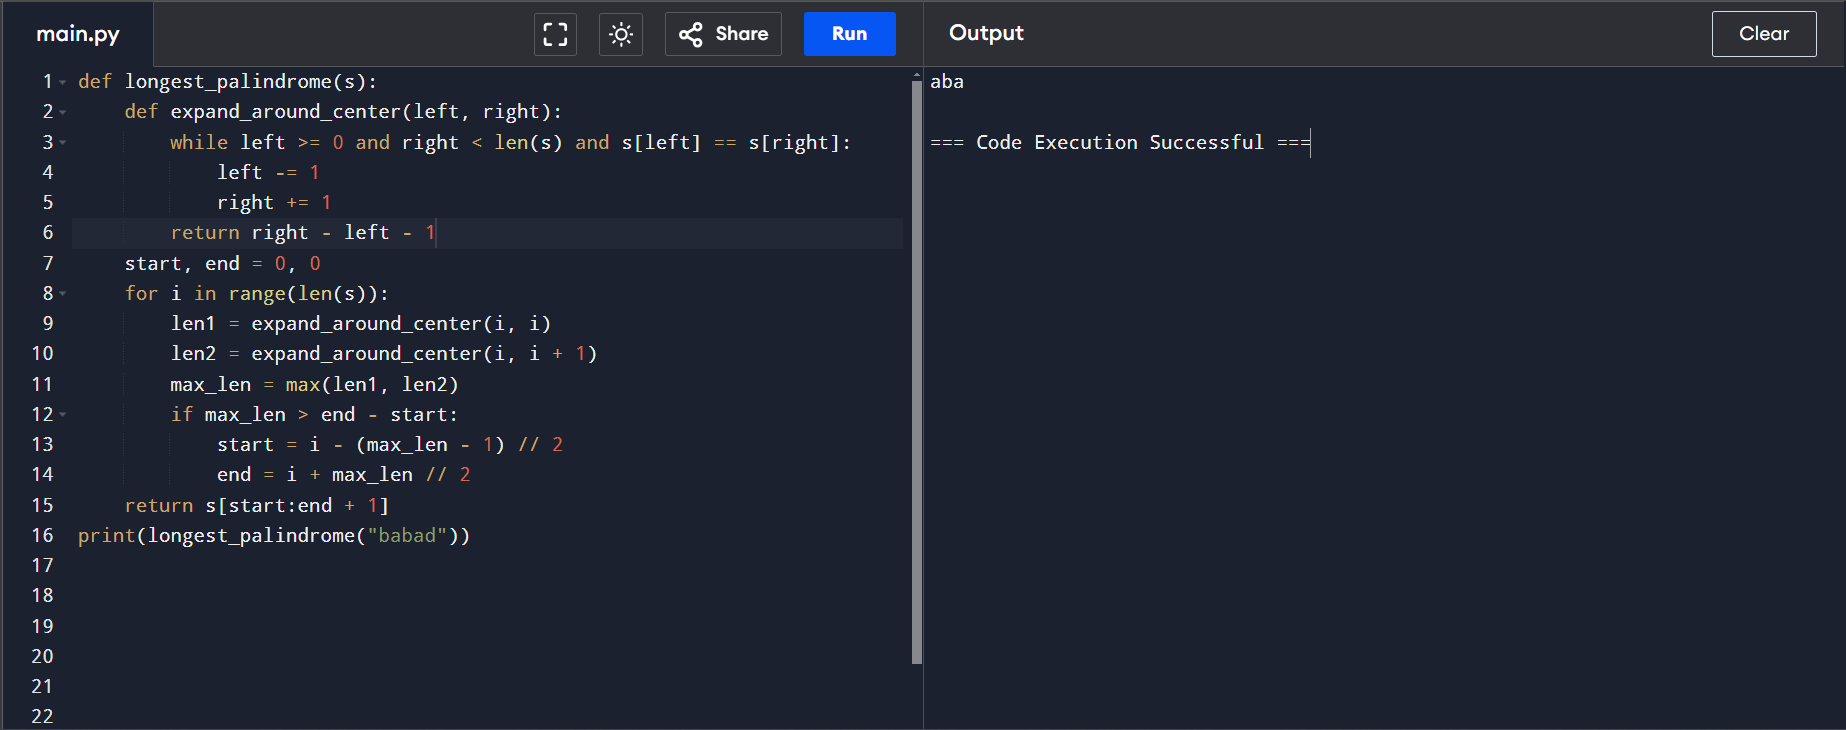 main.py
Share
Run
Output
Clear
1 def longest_palindrome(s):
2     def expand_around_center(left, right):
3         while left >= 0 and right < len(s) and s[left] == s[right]:
4             left -= 1
5             right += 1
6         return right - left - 1
7     start, end = 0, 0
8     for i in range(len(s)):
9         len1 = expand_around_center(i, i)
10         len2 = expand_around_center(i, i + 1)
11         max_len = max(len1, len2)
12         if max_len > end - start:
13             start = i - (max_len - 1) // 2
14             end = i + max_len // 2
15     return s[start:end + 1]
16 print(longest_palindrome("babad"))
17
18
19
20
21
22
aba
=== Code Execution Successful ===